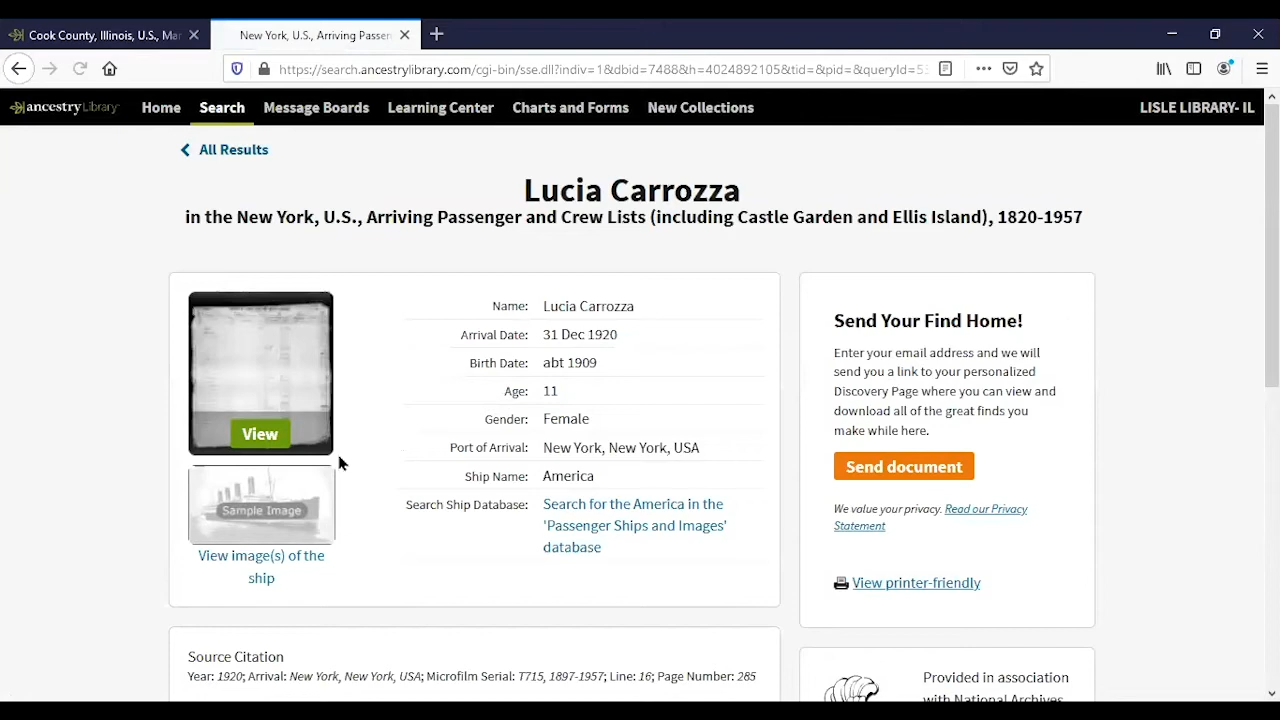 Cook County, Illinois, U.S., Mar
New York, U.S., Arriving Passen
https://search.ancestrylibrary.com/cgi-bin/sse.dll?indiv=1&dbid=7488&h=4024892105&tid=&pid=&queryId=5
ancestryLibrary Home Search Message Boards Learning Center Charts and Forms New Collections LISLE LIBRARY- IL
All Results
Lucia Carrozza
in the New York, U.S., Arriving Passenger and Crew Lists (including Castle Garden and Ellis Island), 1820-1957
View
Sample Image
View image(s) of the
ship
Name: Lucia Carrozza
Arrival Date: 31 Dec 1920
Birth Date: abt 1909
Age: 11
Gender: Female
Port of Arrival: New York, New York, USA
Ship Name: America
Search Ship Database: Search for the America in the
'Passenger Ships and Images'
database
Send Your Find Home!
Enter your email address and we will
send you a link to your personalized
Discovery Page where you can view and
download all of the great finds you
make while here.
Send document
We value your privacy. Read our Privacy
Statement
View printer-friendly
Source Citation
Year: 1920; Arrival: New York, New York, USA; Microfilm Serial: T715, 1897-1957; Line: 16; Page Number: 285
Provided in association
with National Archives